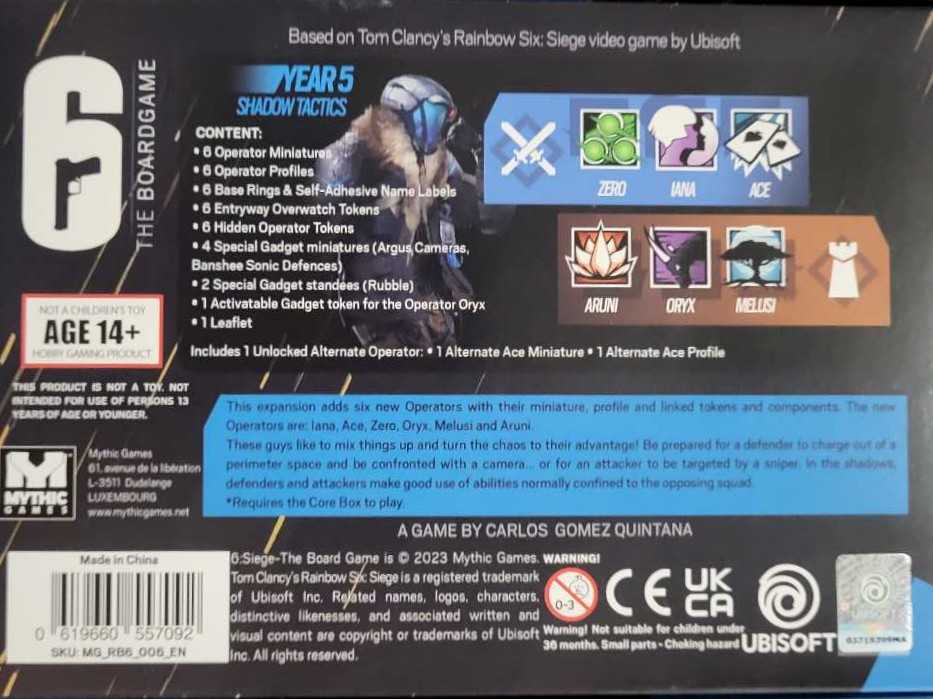 Based on Tom Clancy's Rainbow Six: Siege video game by Ubisoft
6
THE BOARDGAME
YEAR 5
SHADOW TACTICS
CONTENT:
• 6 Operator Miniatures
• 6 Operator Profiles
• 6 Base Rings & Self-Adhesive Name Labels
• 6 Entryway Overwatch Tokens
• 6 Hidden Operator Tokens
• 4 Special Gadget miniatures (Argus Cameras,
Banshee Sonic Defences)
• 2 Special Gadget standees (Rubble)
• 1 Activatable Gadget token for the Operator Oryx
• 1 Leaflet
Includes 1 Unlocked Alternate Operator: • 1 Alternate Ace Miniature • 1 Alternate Ace Profile
ZERO
IANA
ACE
ARUNI
ORYX
MELUSI
NOT A CHILDREN'S TOY
AGE 14+
HOBBY GAMING PRODUCT
THIS PRODUCT IS NOT A TOY. NOT
INTENDED FOR USE OF PERSONS 13
YEARS OF AGE OR YOUNGER.
This expansion adds six new Operators with their miniature, profile and linked tokens and components. The new
Operators are: Iana, Ace, Zero, Oryx, Melusi and Aruni.
These guys like to mix things up and turn the chaos to their advantage! Be prepared for a defender to charge out of a
perimeter space and be confronted with a camera... or for an attacker to be targeted by a sniper. In the shadows,
defenders and attackers make good use of abilities normally confined to the opposing squad.
*Requires the Core Box to play.
MYTHIC
GAMES
Mythic Games
61, avenue de la libération
L-3511 Dudelange
LUXEMBOURG
www.mythicgames.net
A GAME BY CARLOS GOMEZ QUINTANA
Made in China
0 619660 557092
SKU: MG_RB6_006_EN
6:Siege-The Board Game is © 2023 Mythic Games.
Tom Clancy's Rainbow Six Siege is a registered trademark
of Ubisoft Inc. Related names, logos, characters,
distinctive likenesses, and associated written and
visual content are copyright or trademarks of Ubisoft
Inc. All rights reserved.
WARNING!
0-3
CE
UK
CA
Warning! Not suitable for children under
36 months. Small parts - Choking hazard
UBISOFT